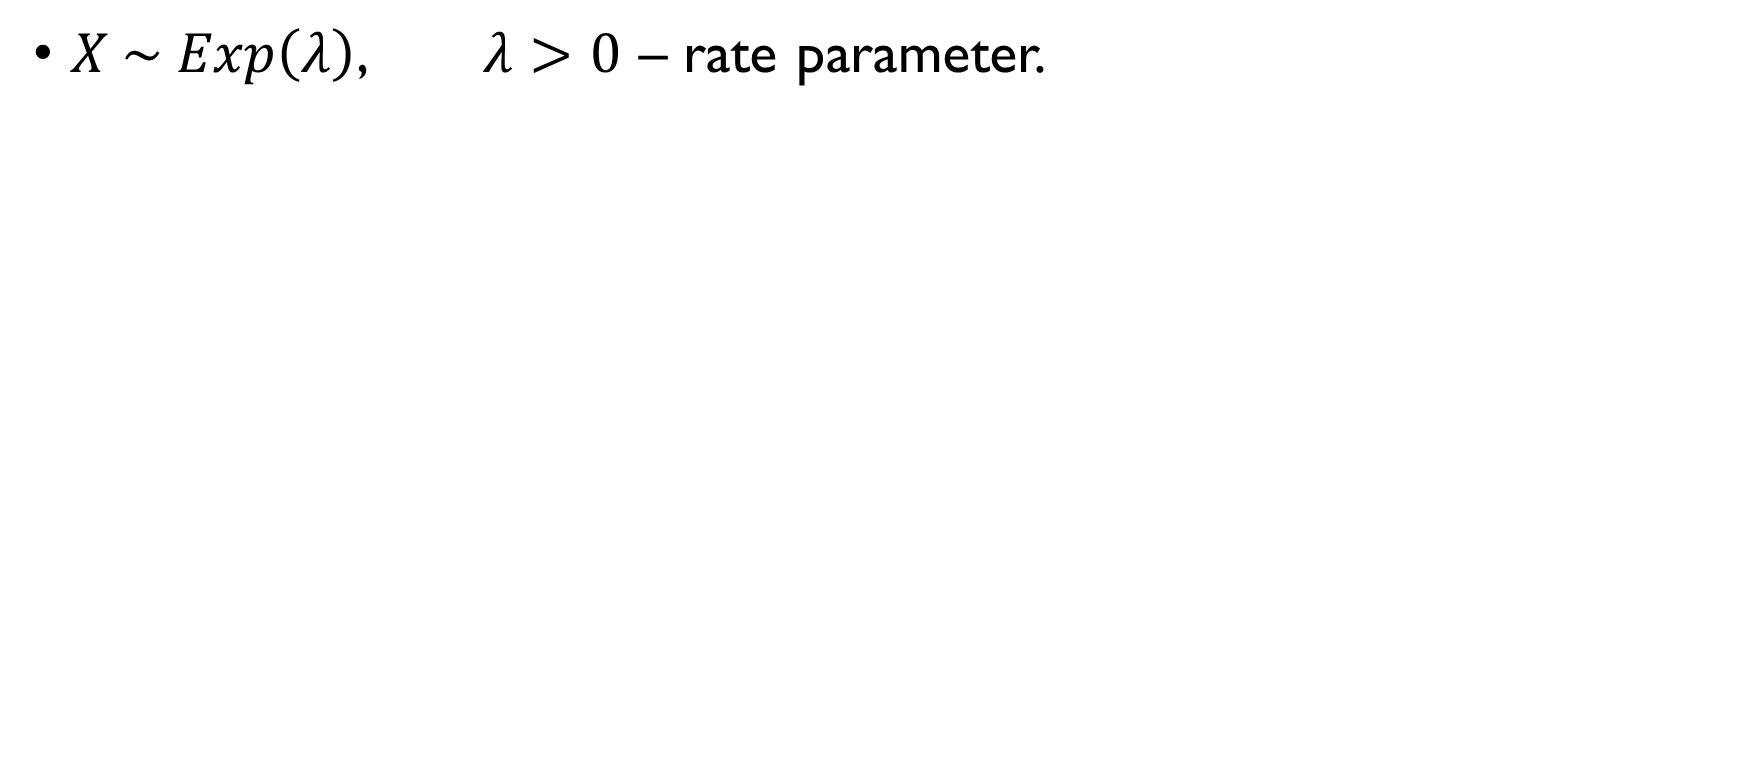 • 𝑋 ~ 𝐸𝑥𝑝(𝜆), 𝜆 > 0 – rate parameter.